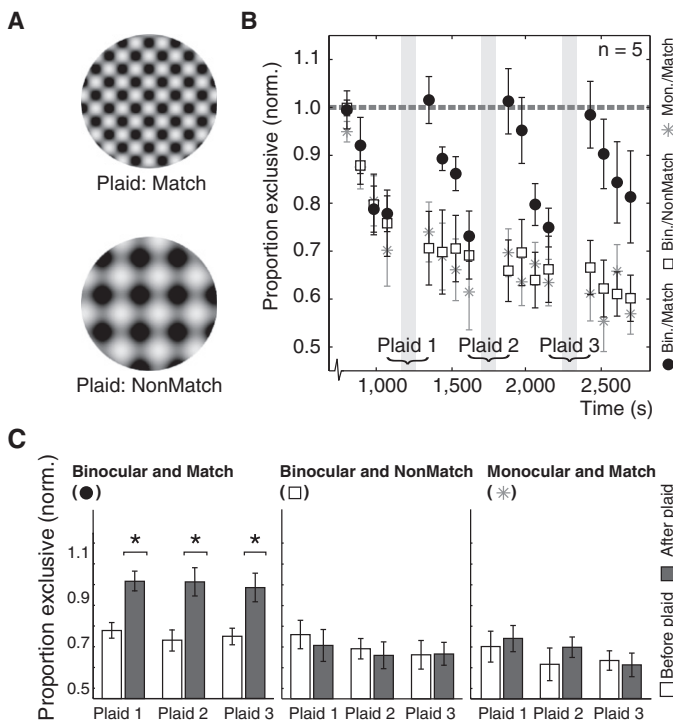 A
Plaid: Match
Plaid: NonMatch
B
Proportion exclusive (norm.)
1.1
1.0
0.9
0.8
0.7
0.6
0.5
n = 5
Plaid 1 Plaid 2 Plaid 3
1,000 1,500 2,000 2,500
Time (s)
Bin./Match Bin./NonMatch Mon./Match
C
Proportion exclusive (norm.)
1.1
0.9
0.7
0.5
Binocular and Match
( )
* * *
Plaid 1 Plaid 2 Plaid 3
Binocular and NonMatch
( )
Plaid 1 Plaid 2 Plaid 3
Monocular and Match
( )
Plaid 1 Plaid 2 Plaid 3
Before plaid After plaid